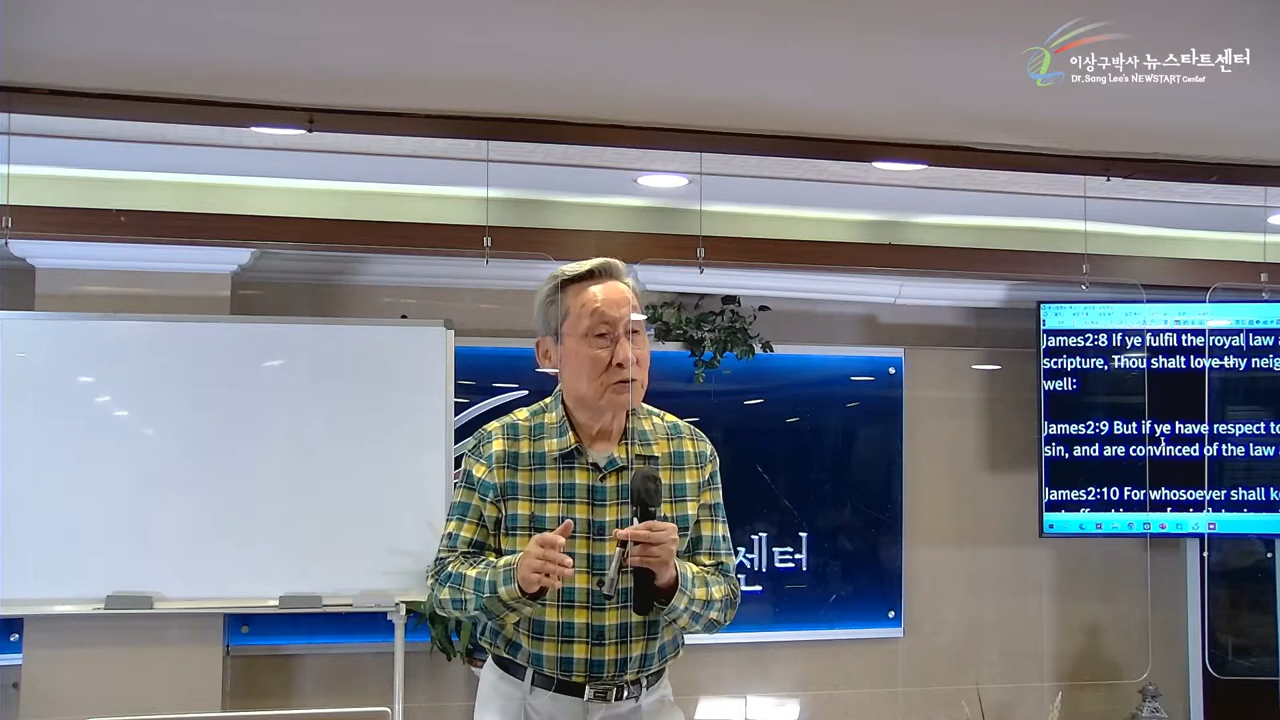 이상구박사 뉴스타트센터
Dr. Sang Lee's NEWSTART Center
James2:8 If ye fulfil the royal law
scripture, Thou shalt love thy neig
well:
James2:9 But if ye have respect to
sin, and are convinced of the law
James2:10 For whosoever shall k
센터